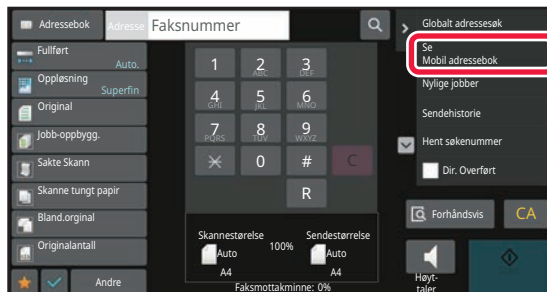 Adressebok
Adresse
Faksnummer
Fullført
Auto.
Oppløsning
Superfin
Original
Jobb-oppbygg.
Sakte Skann
Skanne tungt papir
Bland.orginal
Originalantall
Andre
1
2
ABC
3
DEF
4
GHI
5
JKL
6
MNO
7
PQRS
8
TUV
9
WXYZ
0
#
C
R
Skannestørelse
Auto
A4
100%
Sendestørrelse
Auto
A4
Faksmottakminne: 0%
Globalt adressesøk
Se
Mobil adressebok
Nylige jobber
Sendehistorie
Hent søkenummer
Dir. Overført
Forhåndsvis
CA
Høyt-
taler